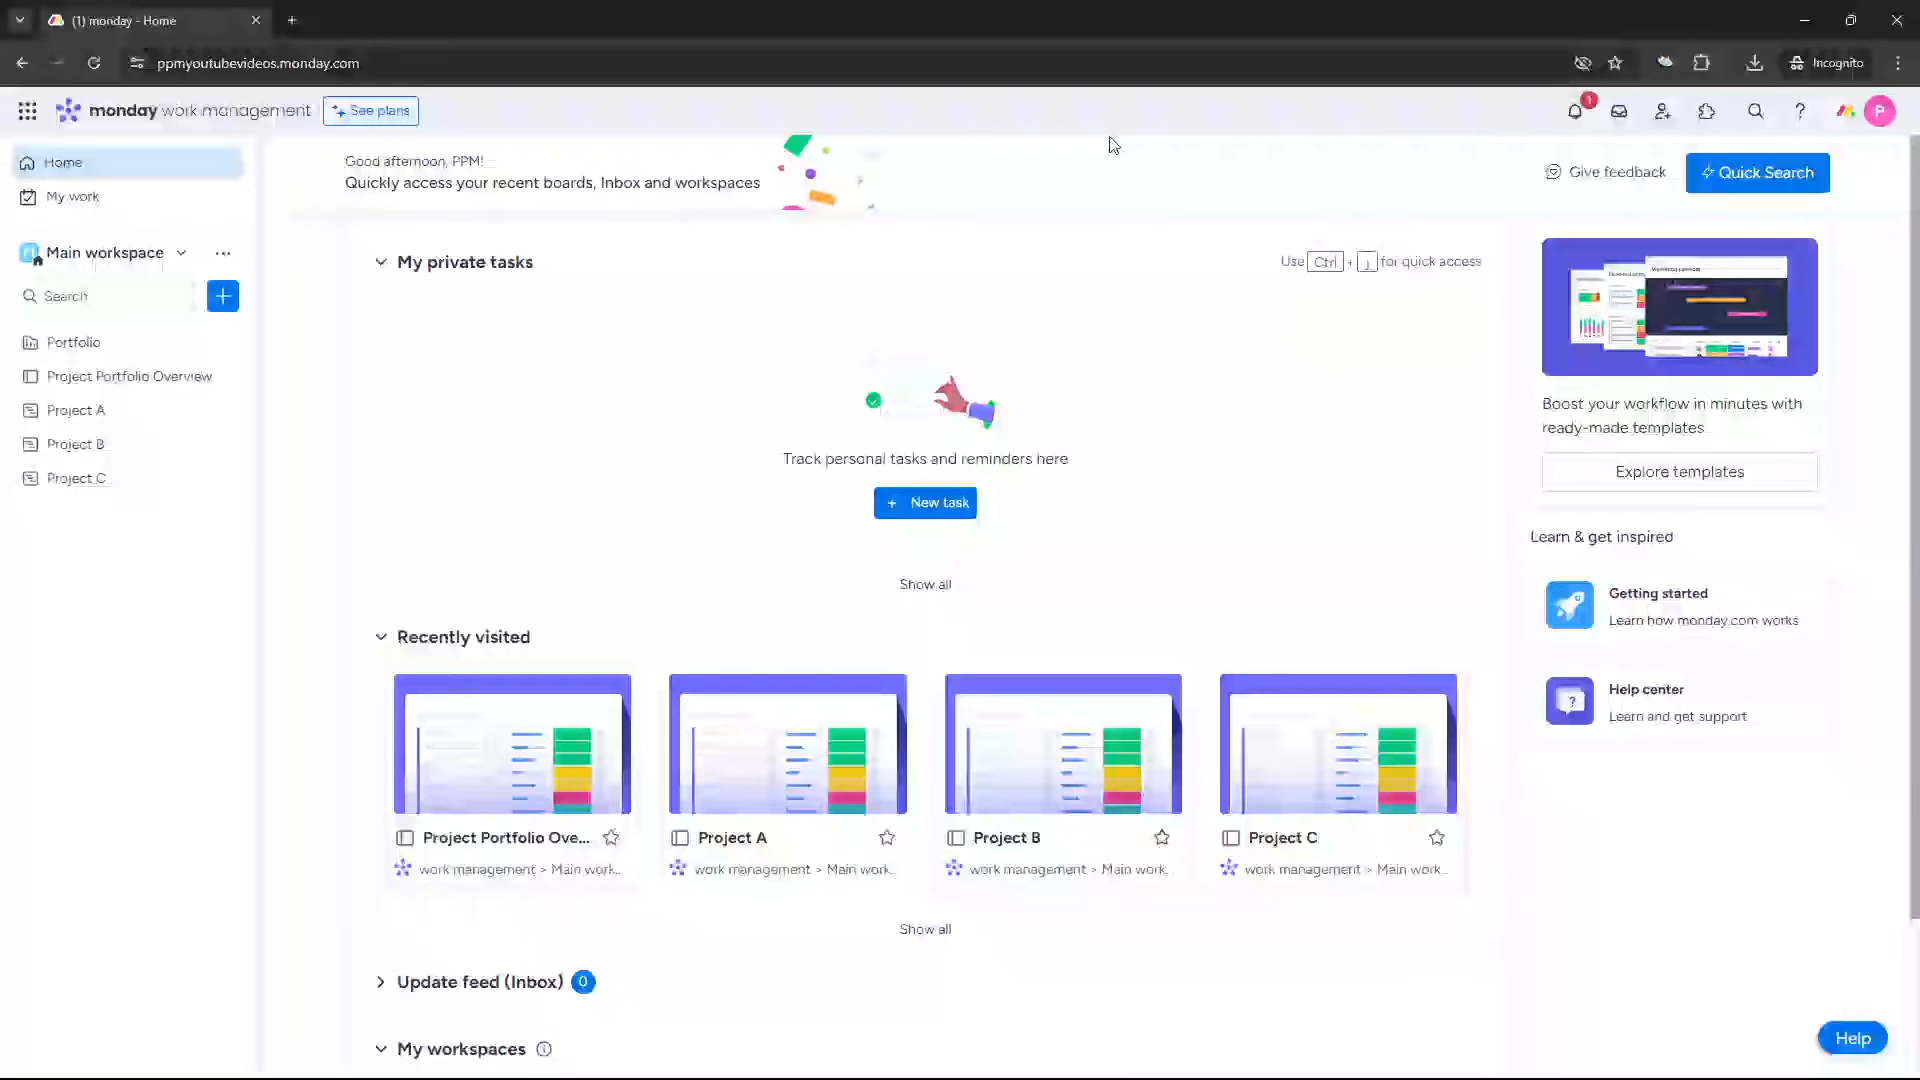 (1) monday - Home
ppmyoutubevideos.monday.com
Incognito
monday work management
See plans
1
P
Home
My work
Main workspace
Search
Portfolio
Project Portfolio Overview
Project A
Project B
Project C
Good afternoon, PPM!
Quickly access your recent boards, Inbox and workspaces
Give feedback
Quick Search
My private tasks
Use Ctrl + j for quick access
Track personal tasks and reminders here
+ New task
Show all
Recently visited
Project Portfolio Ove...
work management > Main work...
Project A
work management > Main work...
Project B
work management > Main work...
Project C
work management > Main work...
Show all
Update feed (Inbox) 0
My workspaces
Boost your workflow in minutes with
ready-made templates
Explore templates
Learn & get inspired
Getting started
Learn how monday.com works
Help center
Learn and get support
Help